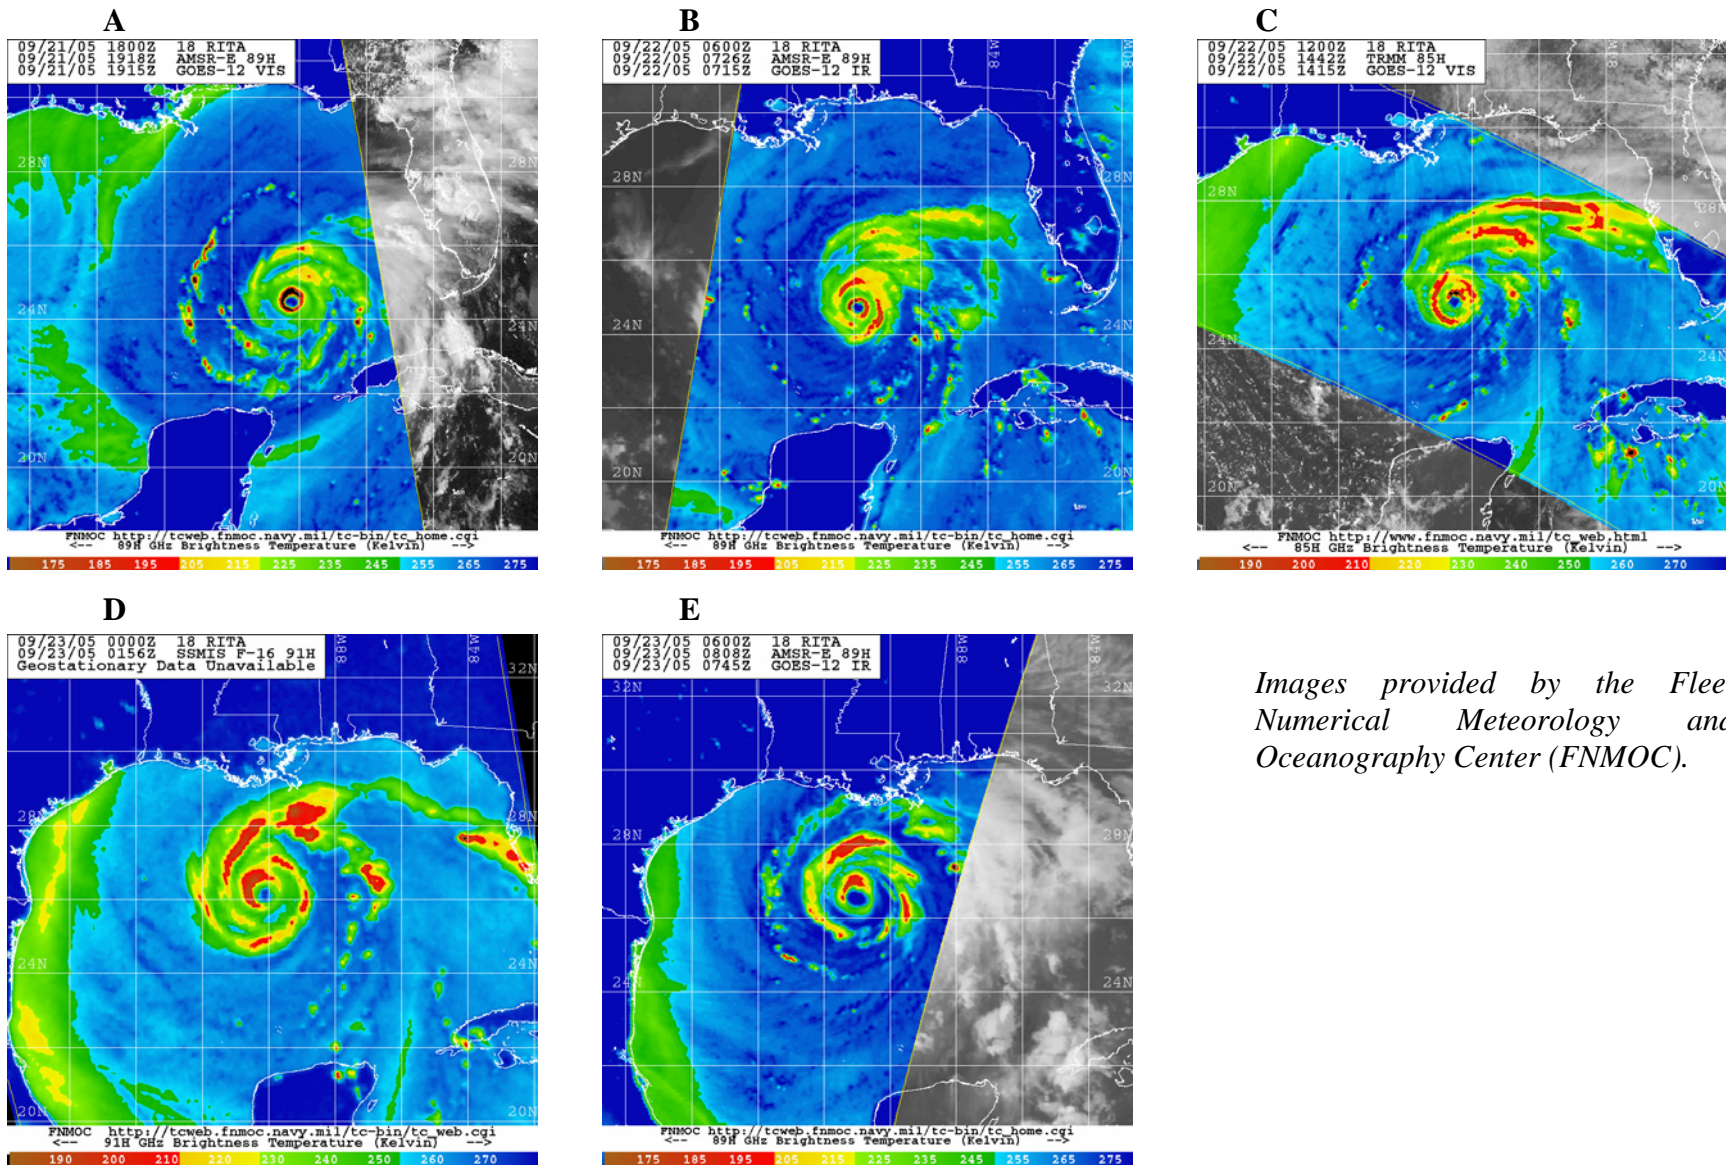 A
09/21/05 1800Z 18 RITA
09/21/05 1918Z AMSR-E 89H
09/21/05 1915Z GOES-12 VIS
28N
28N
24N
24N
20N
20N
FNMOC http://tcweb.fnmoc.navy.mil/tc-bin/tc_home.cgi
<-- 89H GHz Brightness Temperature (Kelvin) -->
175 185 195 205 215 225 235 245 255 265 275
B
09/22/05 0600Z 18 RITA
09/22/05 0726Z AMSR-E 89H
09/22/05 0715Z GOES-12 IR
84W
80W
28N
28N
24N
24N
20N
20N
FNMOC http://tcweb.fnmoc.navy.mil/tc-bin/tc_home.cgi
<-- 89H GHz Brightness Temperature (Kelvin) -->
175 185 195 205 215 225 235 245 255 265 275
C
09/22/05 1200Z 18 RITA
09/22/05 1442Z TRMM 85H
09/22/05 1415Z GOES-12 VIS
84W
28N
28N
24N
24N
20N
20N
FNMOC http://www.fnmoc.navy.mil/tc_web.html
<-- 85H GHz Brightness Temperature (Kelvin) -->
190 200 210 220 230 240 250 260 270
D
09/23/05 0000Z 18 RITA
09/23/05 0156Z SSMIS F-16 91H
Geostationary Data Unavailable
88W
84W
32N
28N
28N
24N
24N
20N
20N
FNMOC http://tcweb.fnmoc.navy.mil/tc-bin/tc_web.cgi
<-- 91H GHz Brightness Temperature (Kelvin) -->
190 200 210 220 230 240 250 260 270
E
09/23/05 0600Z 18 RITA
09/23/05 0808Z AMSR-E 89H
09/23/05 0745Z GOES-12 IR
88W
84W
32N
32N
28N
28N
24N
24N
FNMOC http://tcweb.fnmoc.navy.mil/tc-bin/tc_home.cgi
<-- 89H GHz Brightness Temperature (Kelvin) -->
175 185 195 205 215 225 235 245 255 265 275
Images provided by the Flee
Numerical Meteorology and
Oceanography Center (FNMOC).